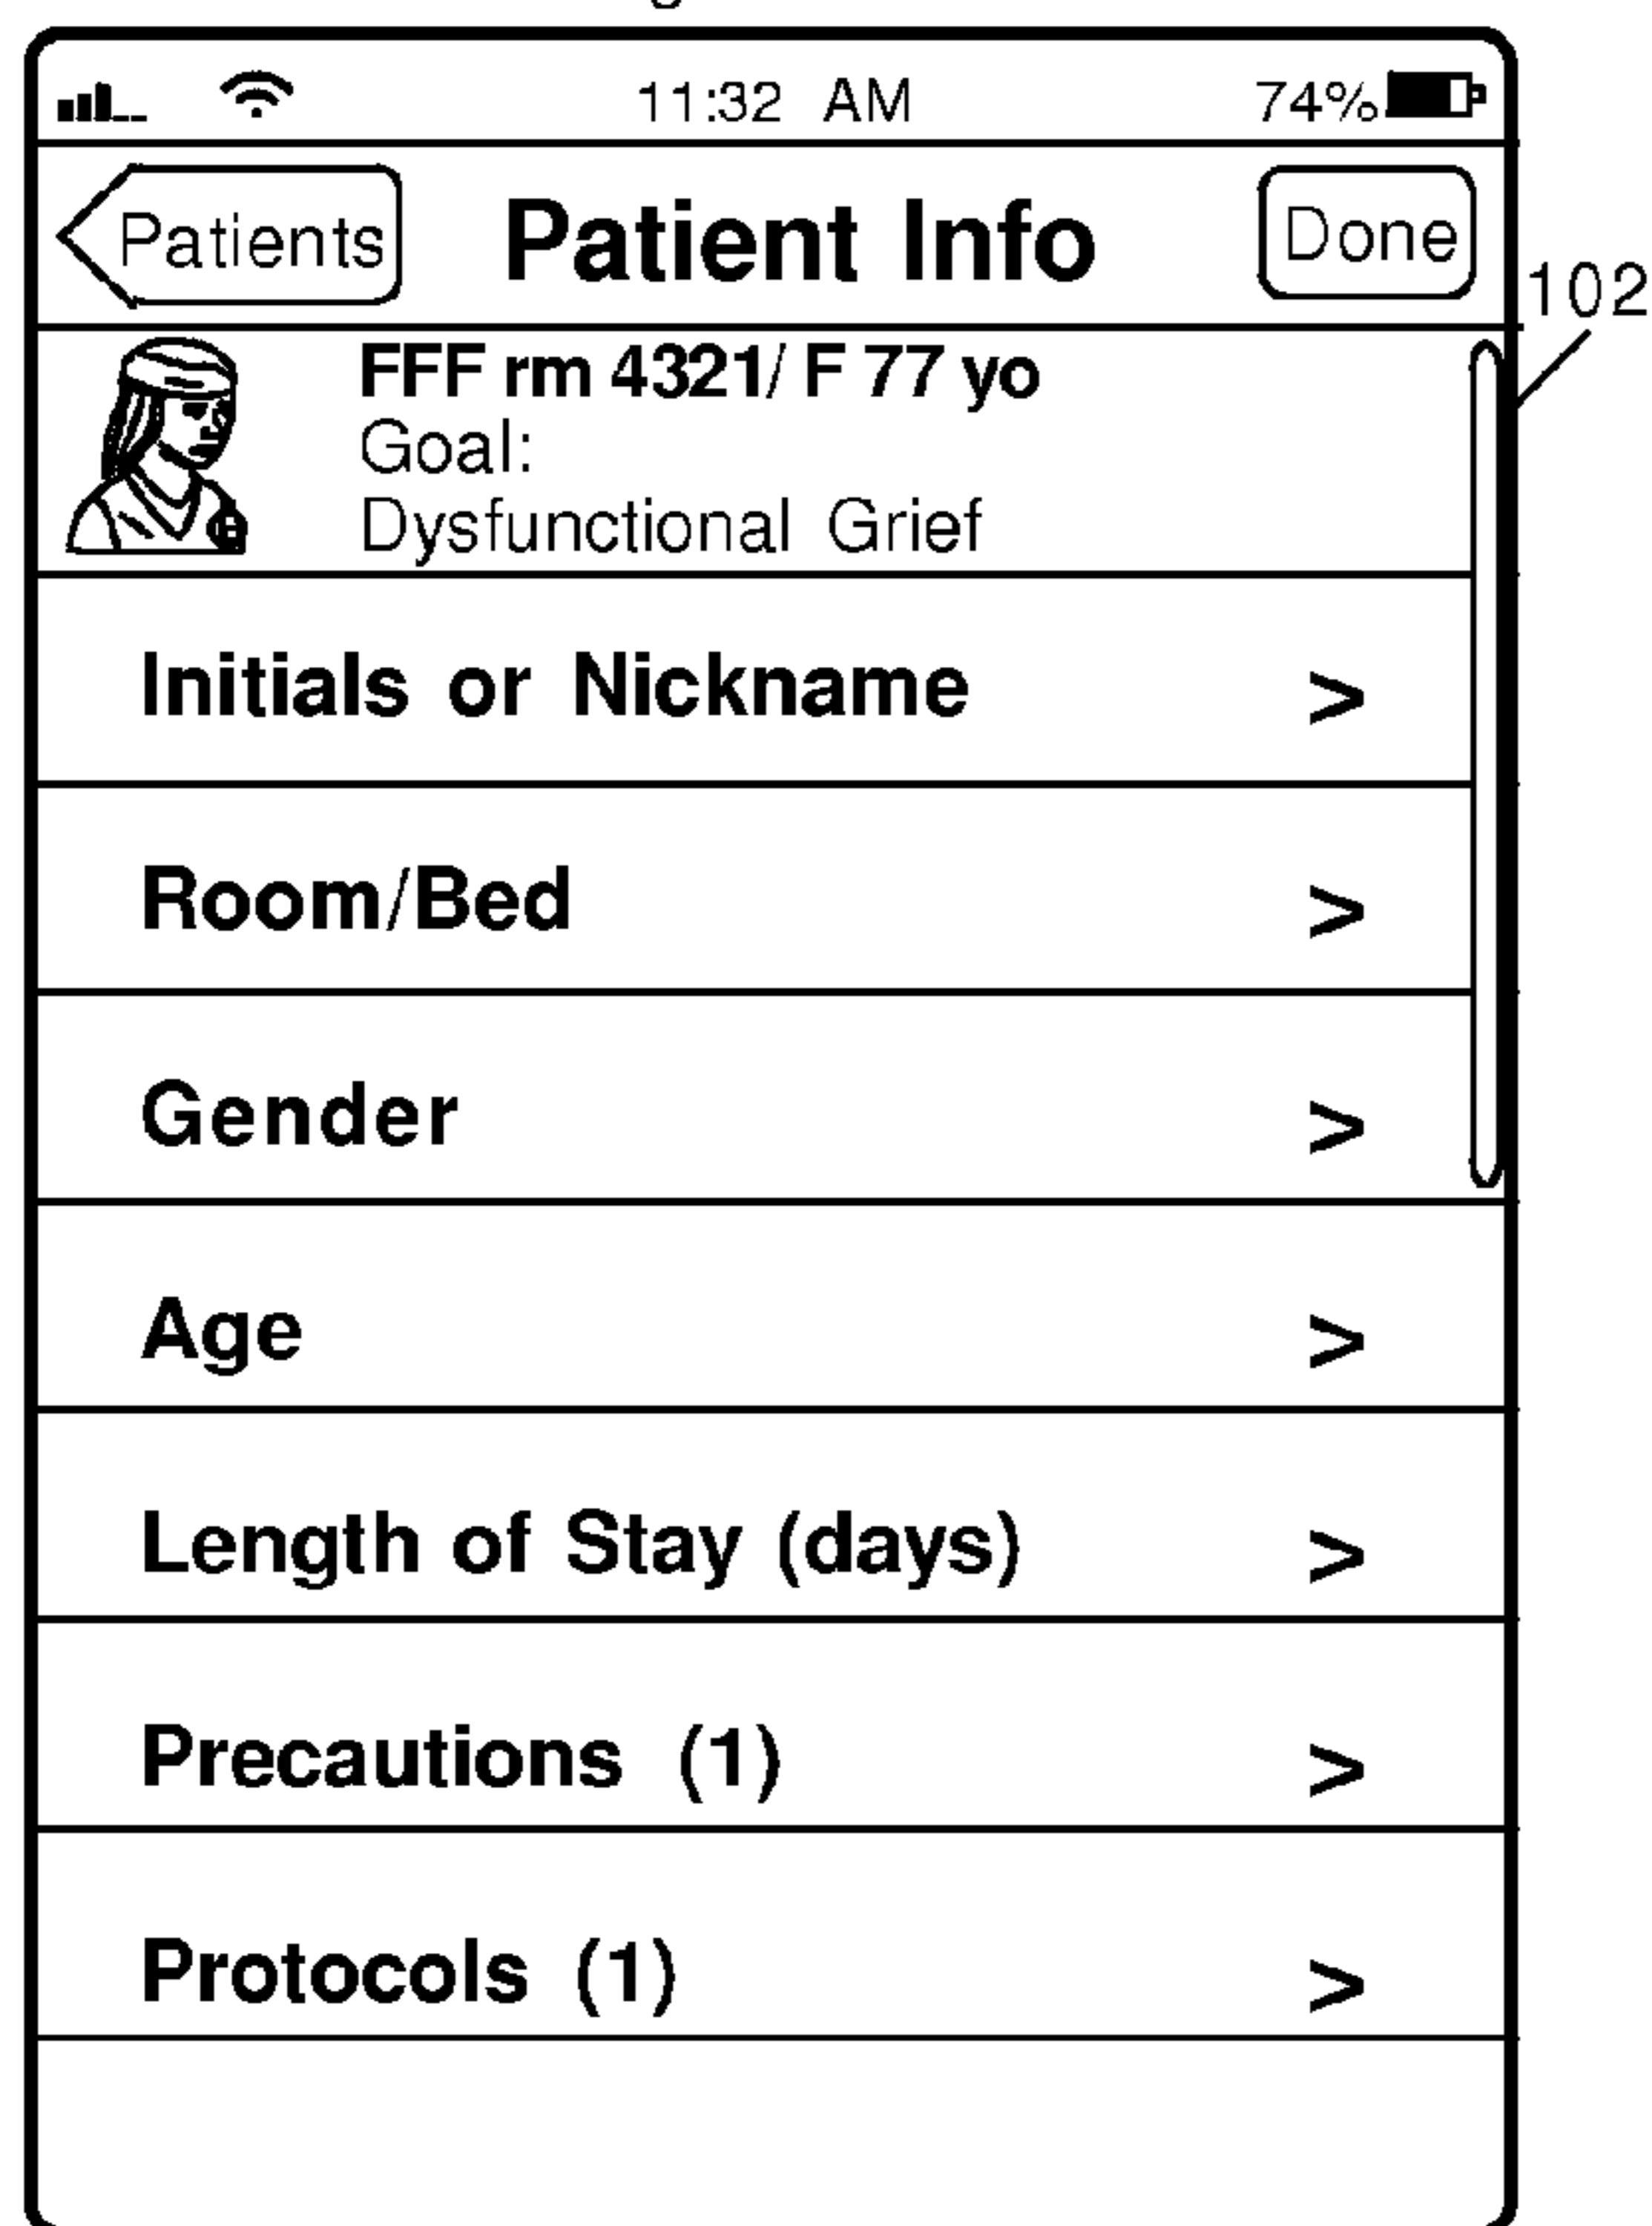 11:32 AM 74%
Patients Patient Info Done
102
FFF rm 4321/ F 77 yo
Goal:
Dysfunctional Grief
Initials or Nickname >
Room/Bed >
Gender >
Age >
Length of Stay (days) >
Precautions (1) >
Protocols (1) >